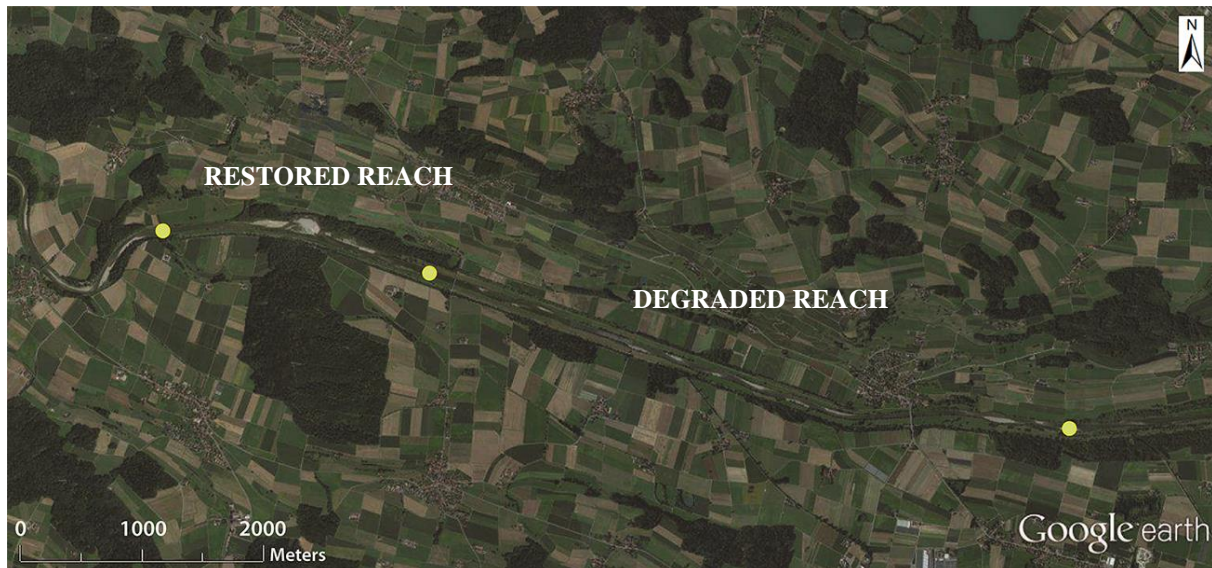 N
RESTORED REACH
DEGRADED REACH
0 1000 2000
Meters
Google earth